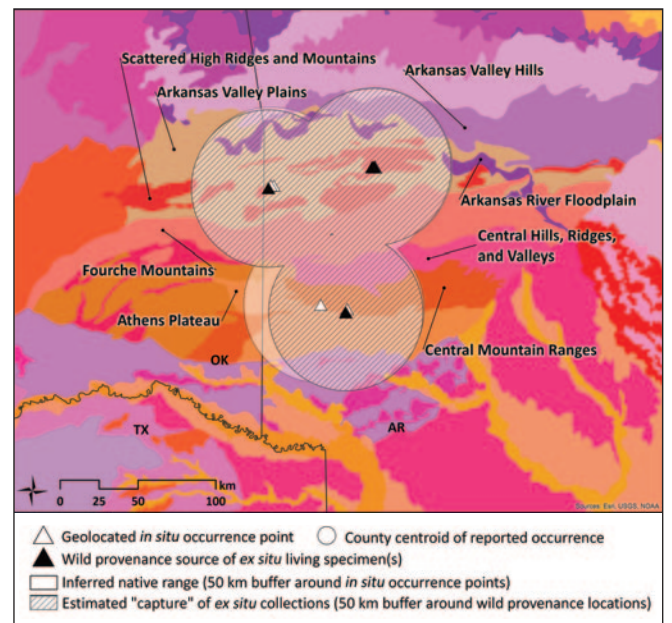 Scattered High Ridges and Mountains
Arkansas Valley Plains
Arkansas Valley Hills
Arkansas River Floodplain
Central Hills, Ridges,
and Valleys
Fourche Mountains
Athens Plateau
Central Mountain Ranges
OK
TX
AR
km
0 25 50 100
Sources: Esri, USGS, NOAA
Geolocated in situ occurrence point
County centroid of reported occurrence
Wild provenance source of ex situ living specimen(s)
Inferred native range (50 km buffer around in situ occurrence points)
Estimated "capture" of ex situ collections (50 km buffer around wild provenance locations)